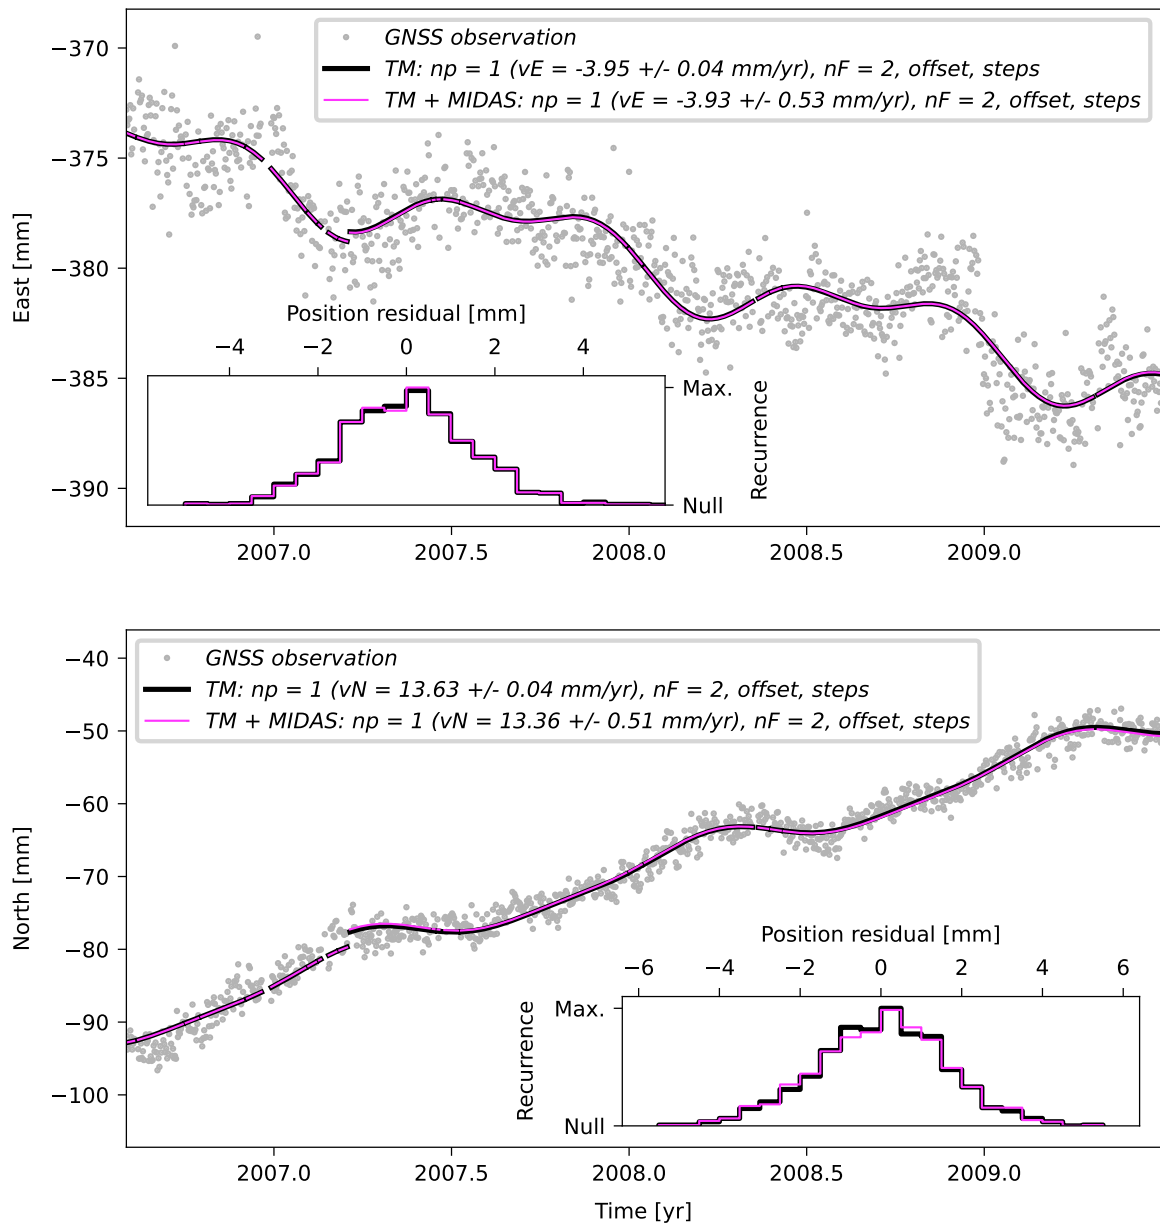 GNSS observation
TM: np = 1 (vE = -3.95 +/- 0.04 mm/yr), nF = 2, offset, steps
TM + MIDAS: np = 1 (vE = -3.93 +/- 0.53 mm/yr), nF = 2, offset, steps
−370
−375
−380
−385
−390
East [mm]
Position residual [mm]
−4 −2 0 2 4
Max.
Null
Recurrence
2007.0 2007.5 2008.0 2008.5 2009.0
GNSS observation
TM: np = 1 (vN = 13.63 +/- 0.04 mm/yr), nF = 2, offset, steps
TM + MIDAS: np = 1 (vN = 13.36 +/- 0.51 mm/yr), nF = 2, offset, steps
−40
−50
−60
−70
−80
−90
−100
North [mm]
Position residual [mm]
−6 −4 −2 0 2 4 6
Max.
Null
Recurrence
2007.0 2007.5 2008.0 2008.5 2009.0
Time [yr]